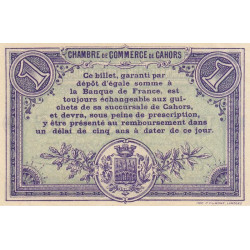 CHAMBRE DE COMMERCE DE CAHORS
1
1
Ce billet, garanti par
dépôt d'égale somme à
la Banque de France, est
toujours échangeable aux gui-
chets de sa succursale de Cahors,
et devra, sous peine de prescription,
y être présenté au remboursement dans
un délai de cinq ans à dater de ce jour.